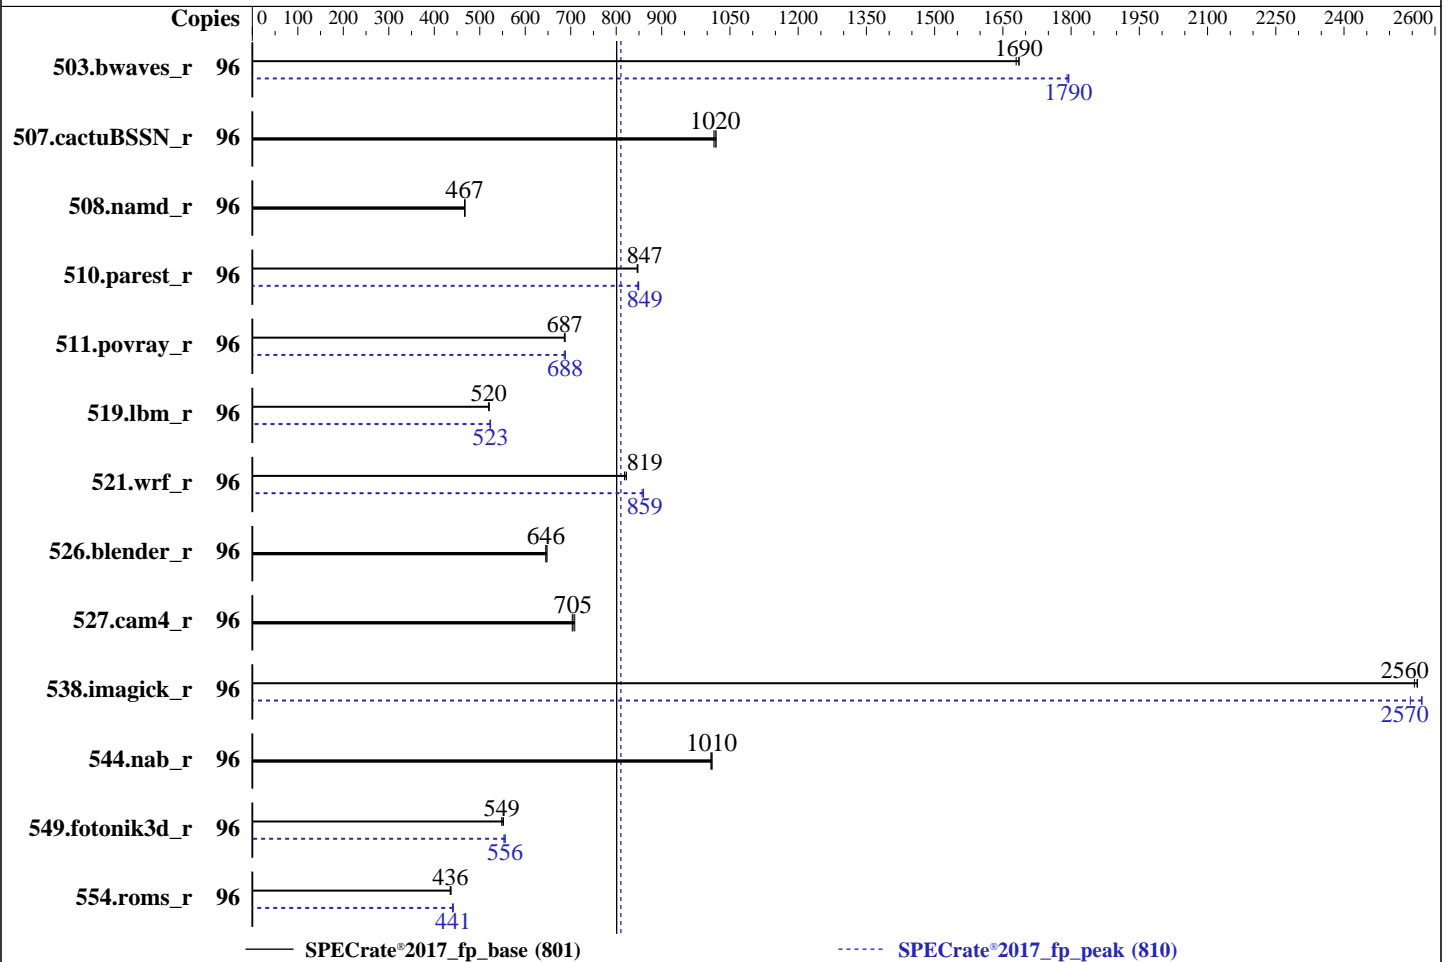 Copies 0 100 200 300 400 500 600 700 800 900 1050 1200 1350 1500 1650 1800 1950 2100 2250 2400 2600
503.bwaves_r 96 1690
1790
507.cactuBSSN_r 96 1020
508.namd_r 96 467
510.parest_r 96 847
849
511.povray_r 96 687
688
519.lbm_r 96 520
523
521.wrf_r 96 819
859
526.blender_r 96 646
527.cam4_r 96 705
538.imagick_r 96 2560
2570
544.nab_r 96 1010
549.fotonik3d_r 96 549
556
554.roms_r 96 436
441
SPECrate®2017_fp_base (801) SPECrate®2017_fp_peak (810)